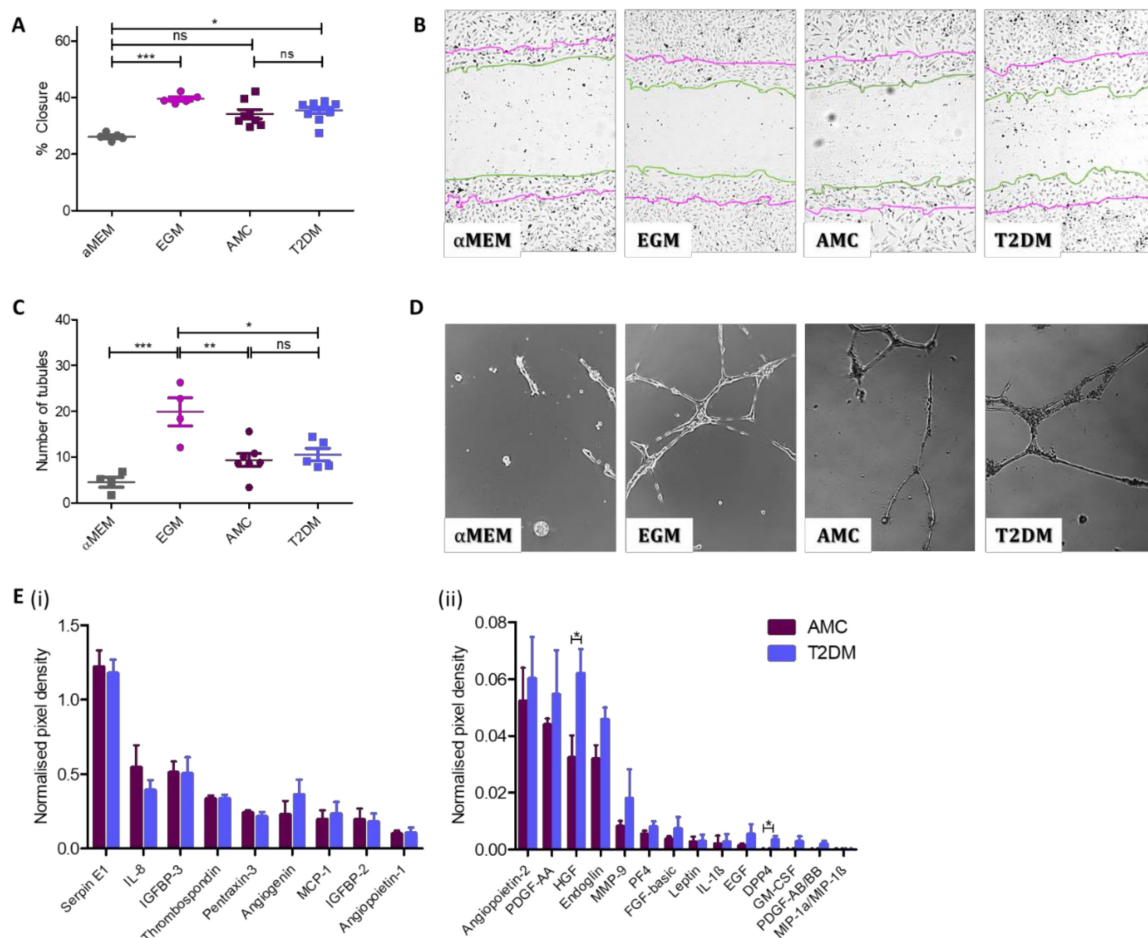 A
*
ns
***
ns
60
40
20
0
% Closure
aMEM
EGM
AMC
T2DM
B
αMEM
EGM
AMC
T2DM
C
*
***
**
ns
40
30
20
10
0
Number of tubules
αMEM
EGM
AMC
T2DM
D
αMEM
EGM
AMC
T2DM
E (i)
1.5
1.0
0.5
0.0
Normalised pixel density
Serpin E1
IL-8
IGFBP-3
Thrombospondin
Pentraxin-3
Angiogenin
MCP-1
IGFBP-2
Angiopoietin-1
(ii)
0.08
0.06
0.04
0.02
0.00
Normalised pixel density
*
*
AMC
T2DM
Angiopoietin-2
PDGF-AA
HGF
Endoglin
MMP-9
PF4
FGF-basic
Leptin
IL-1ß
EGF
DPP4
GM-CSF
PDGF-AB/BB
MIP-1a/MIP-1ß